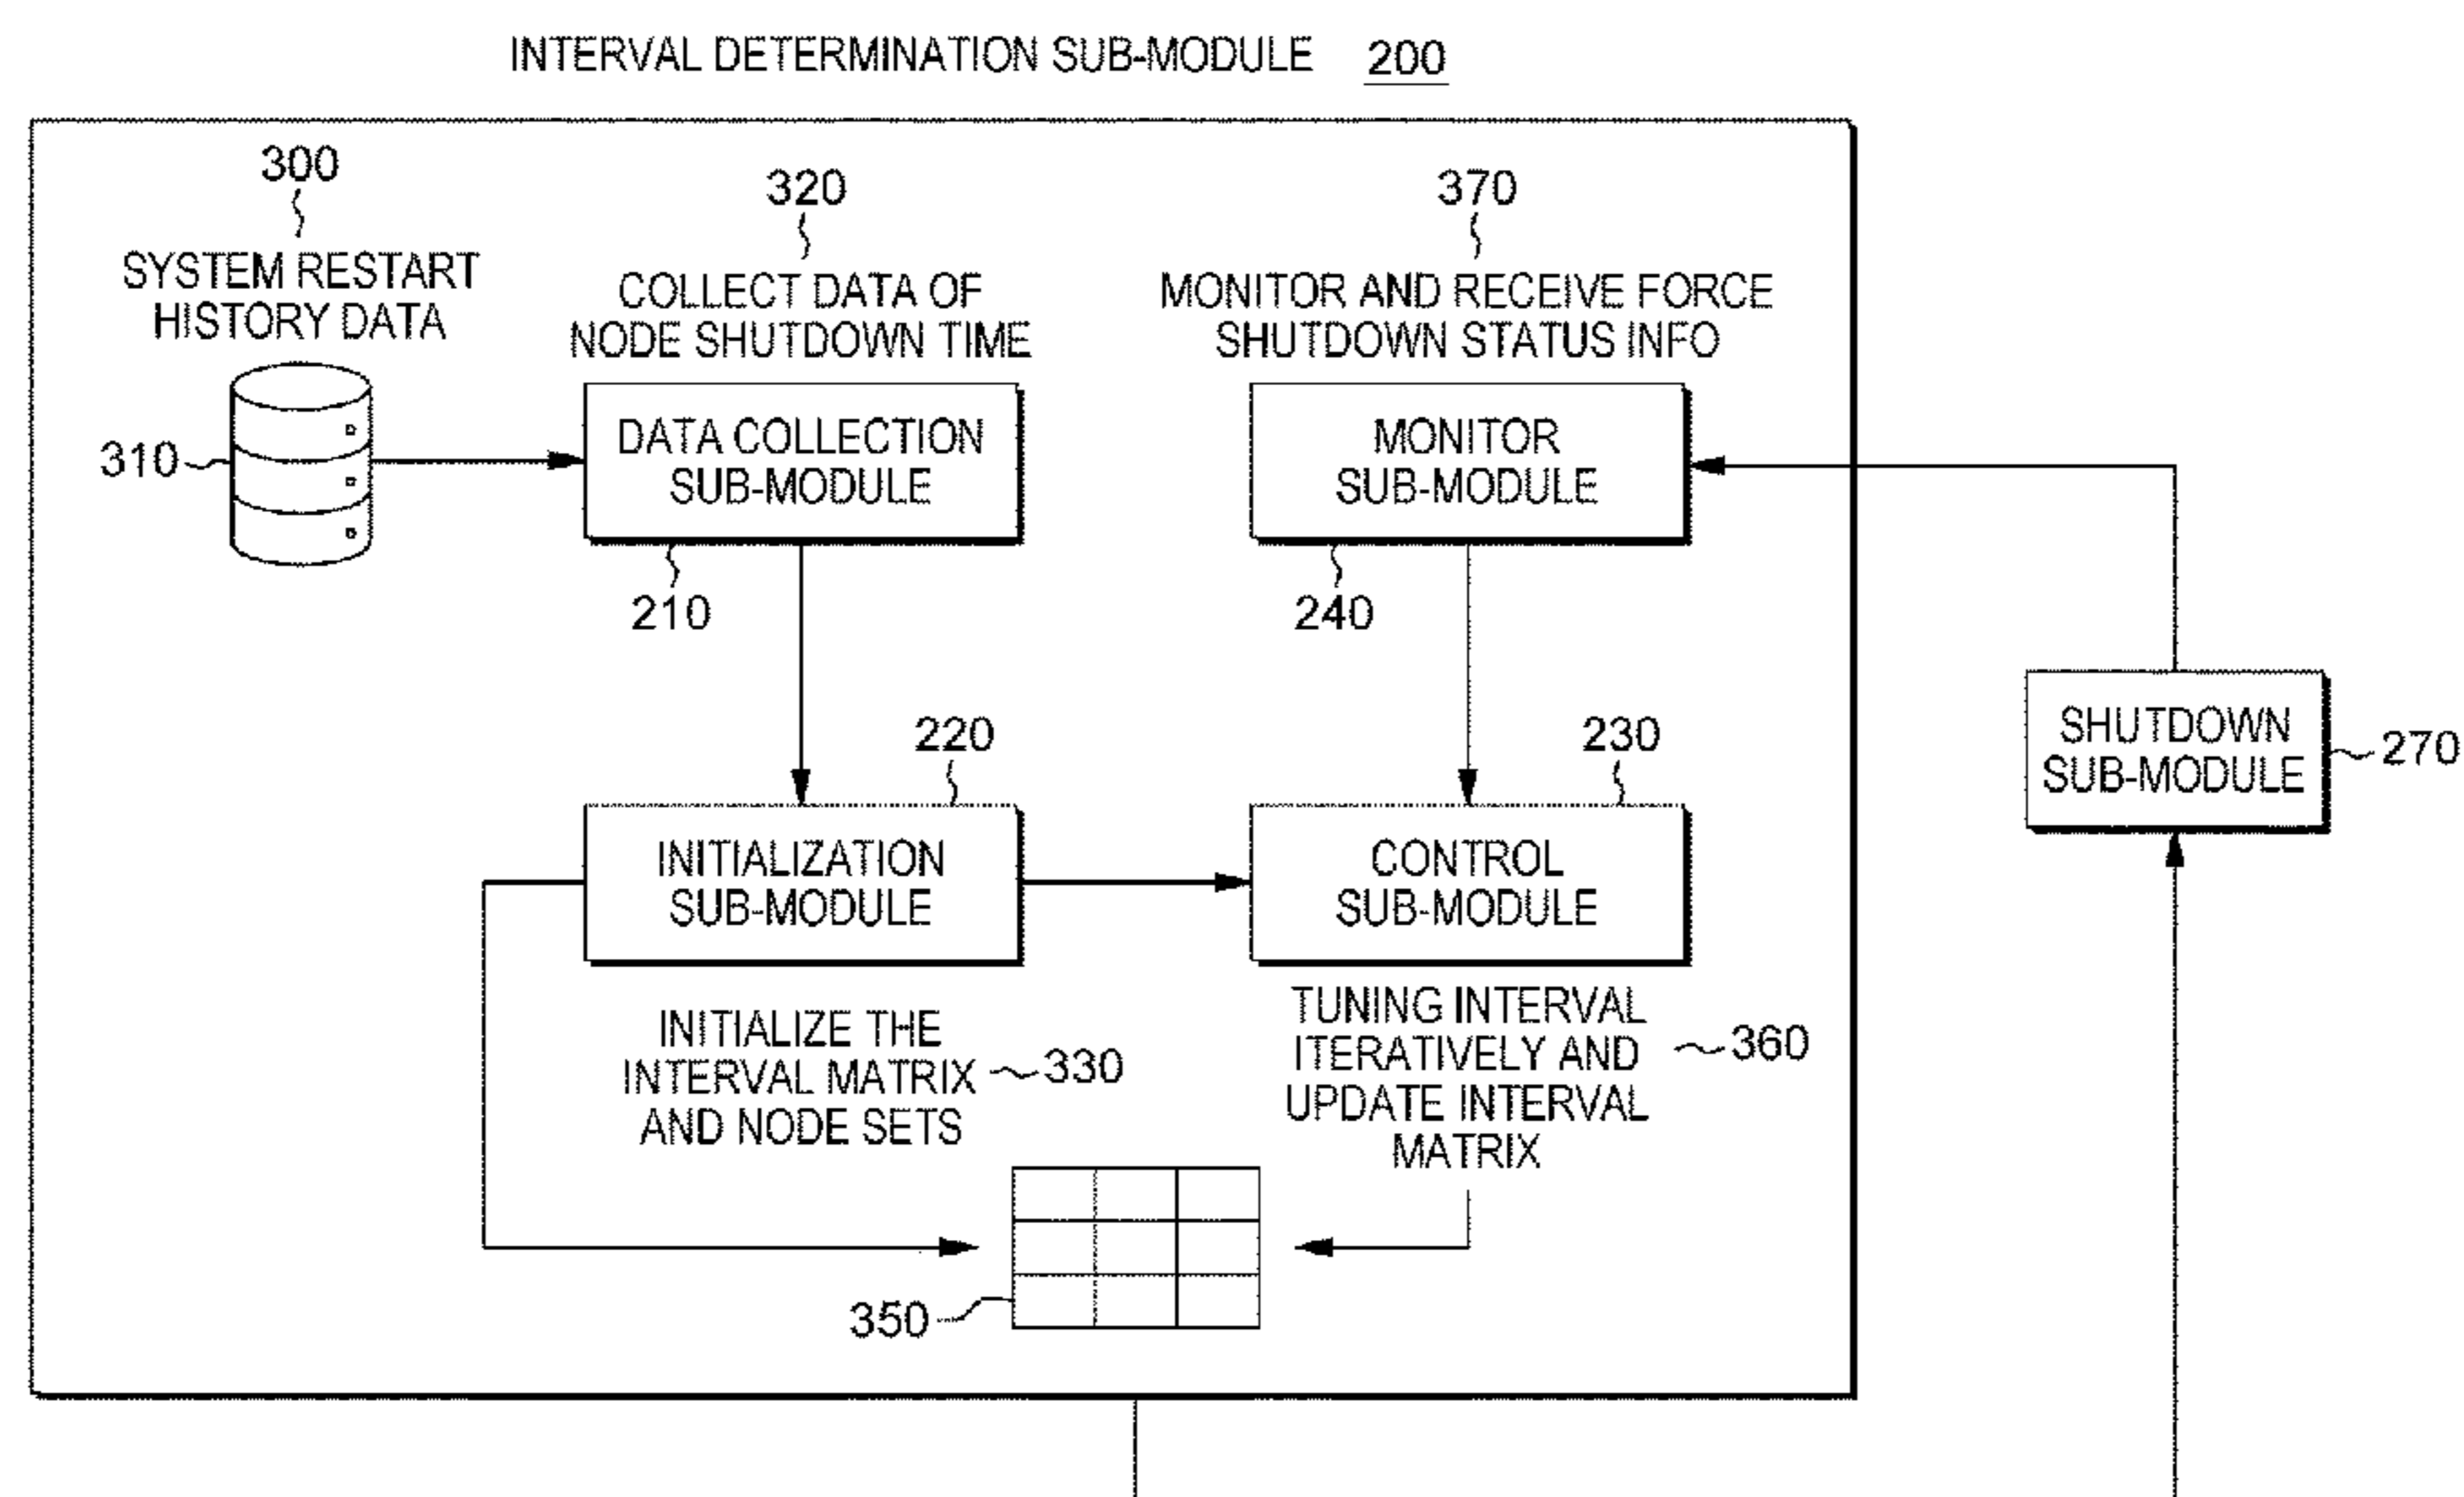 INTERVAL DETERMINATION SUB-MODULE 200
300
SYSTEM RESTART
HISTORY DATA
310
320
COLLECT DATA OF
NODE SHUTDOWN TIME
DATA COLLECTION
SUB-MODULE
210
370
MONITOR AND RECEIVE FORCE
SHUTDOWN STATUS INFO
MONITOR
SUB-MODULE
240
220
INITIALIZATION
SUB-MODULE
230
CONTROL
SUB-MODULE
SHUTDOWN
SUB-MODULE
270
INITIALIZE THE
INTERVAL MATRIX
AND NODE SETS
330
TUNING INTERVAL
ITERATIVELY AND
UPDATE INTERVAL
MATRIX
360
350